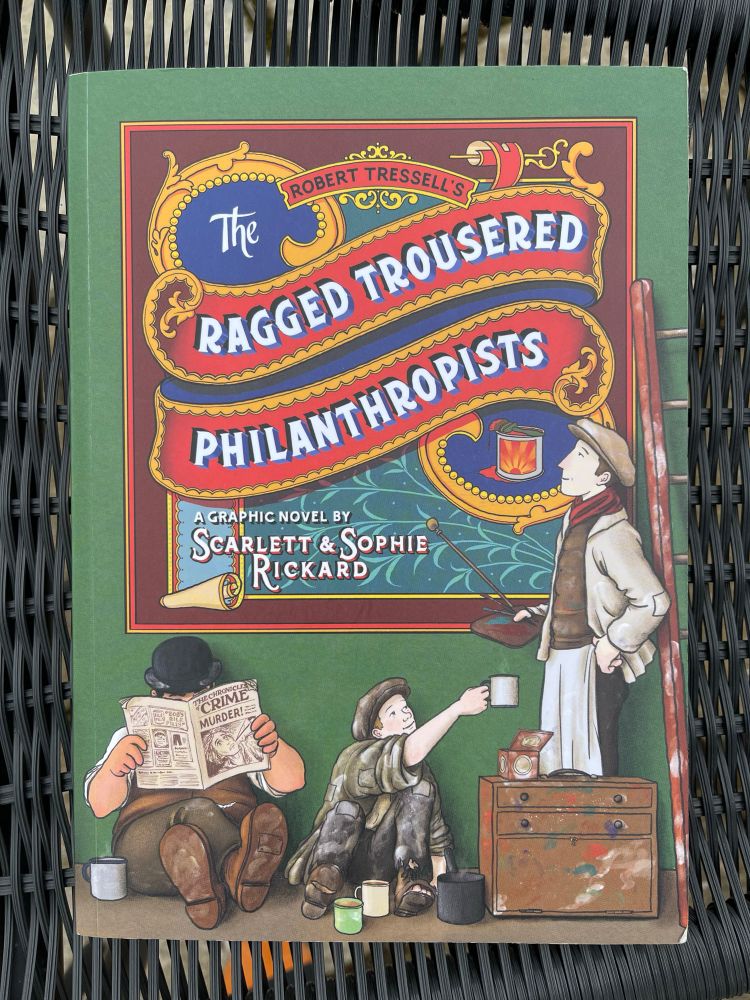 ROBERT TRESSELL'S
The
RAGGED TROUSERED
PHILANTHROPISTS
A GRAPHIC NOVEL BY
SCARLETT & SOPHIE
RICKARD
THE CHRONICLE
CRIME
MURDER!